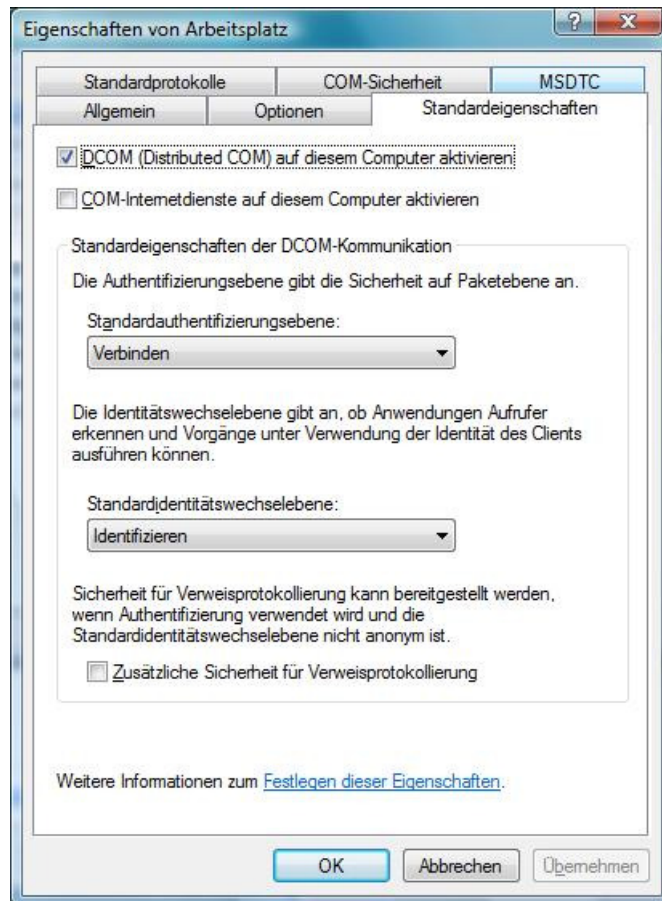 Eigenschaften von Arbeitsplatz
Standardprotokolle COM-Sicherheit MSDTC
Allgemein Optionen Standardeigenschaften
DCOM (Distributed COM) auf diesem Computer aktivieren
COM-Internetdienste auf diesem Computer aktivieren
Standardeigenschaften der DCOM-Kommunikation
Die Authentifizierungsebene gibt die Sicherheit auf Paketebene an.
Standardauthentifizierungsebene:
Verbinden
Die Identitätswechselebene gibt an, ob Anwendungen Aufrufer
erkennen und Vorgänge unter Verwendung der Identität des Clients
ausführen können.
Standardidentitätswechselebene:
Identifizieren
Sicherheit für Verweisprotokollierung kann bereitgestellt werden,
wenn Authentifizierung verwendet wird und die
Standardidentitätswechselebene nicht anonym ist.
Zusätzliche Sicherheit für Verweisprotokollierung
Weitere Informationen zum Festlegen dieser Eigenschaften.
OK Abbrechen Übernehmen